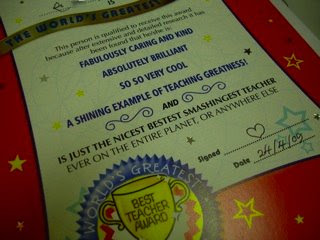 IS
THE WORLD'S GREATEST
This person is qualified to receive this award
because after extensive and detailed research it has
been found that he/she is
FABULOUSLY CARING AND KIND
ABSOLUTELY BRILLIANT
SO SO VERY COOL
A SHINING EXAMPLE OF TEACHING GREATNESS!
AND
IS JUST THE NICEST BESTEST SMASHINGEST TEACHER
EVER ON THE ENTIRE PLANET, OR ANYWHERE ELSE
Signed
Date 24/4/09
WORLD'S GREATEST
BEST
TEACHER
AWARD